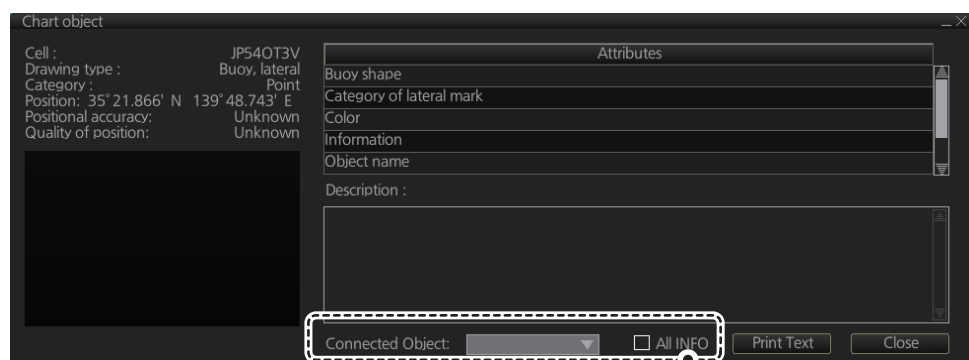 Chart object
Cell : JP54OT3V
Drawing type : Buoy, lateral
Category : Point
Position: 35°21.866' N 139°48.743' E
Positional accuracy: Unknown
Quality of position: Unknown
Attributes
Buoy shape
Category of lateral mark
Color
Information
Object name
Description :
Connected Object: All INFO Print Text Close